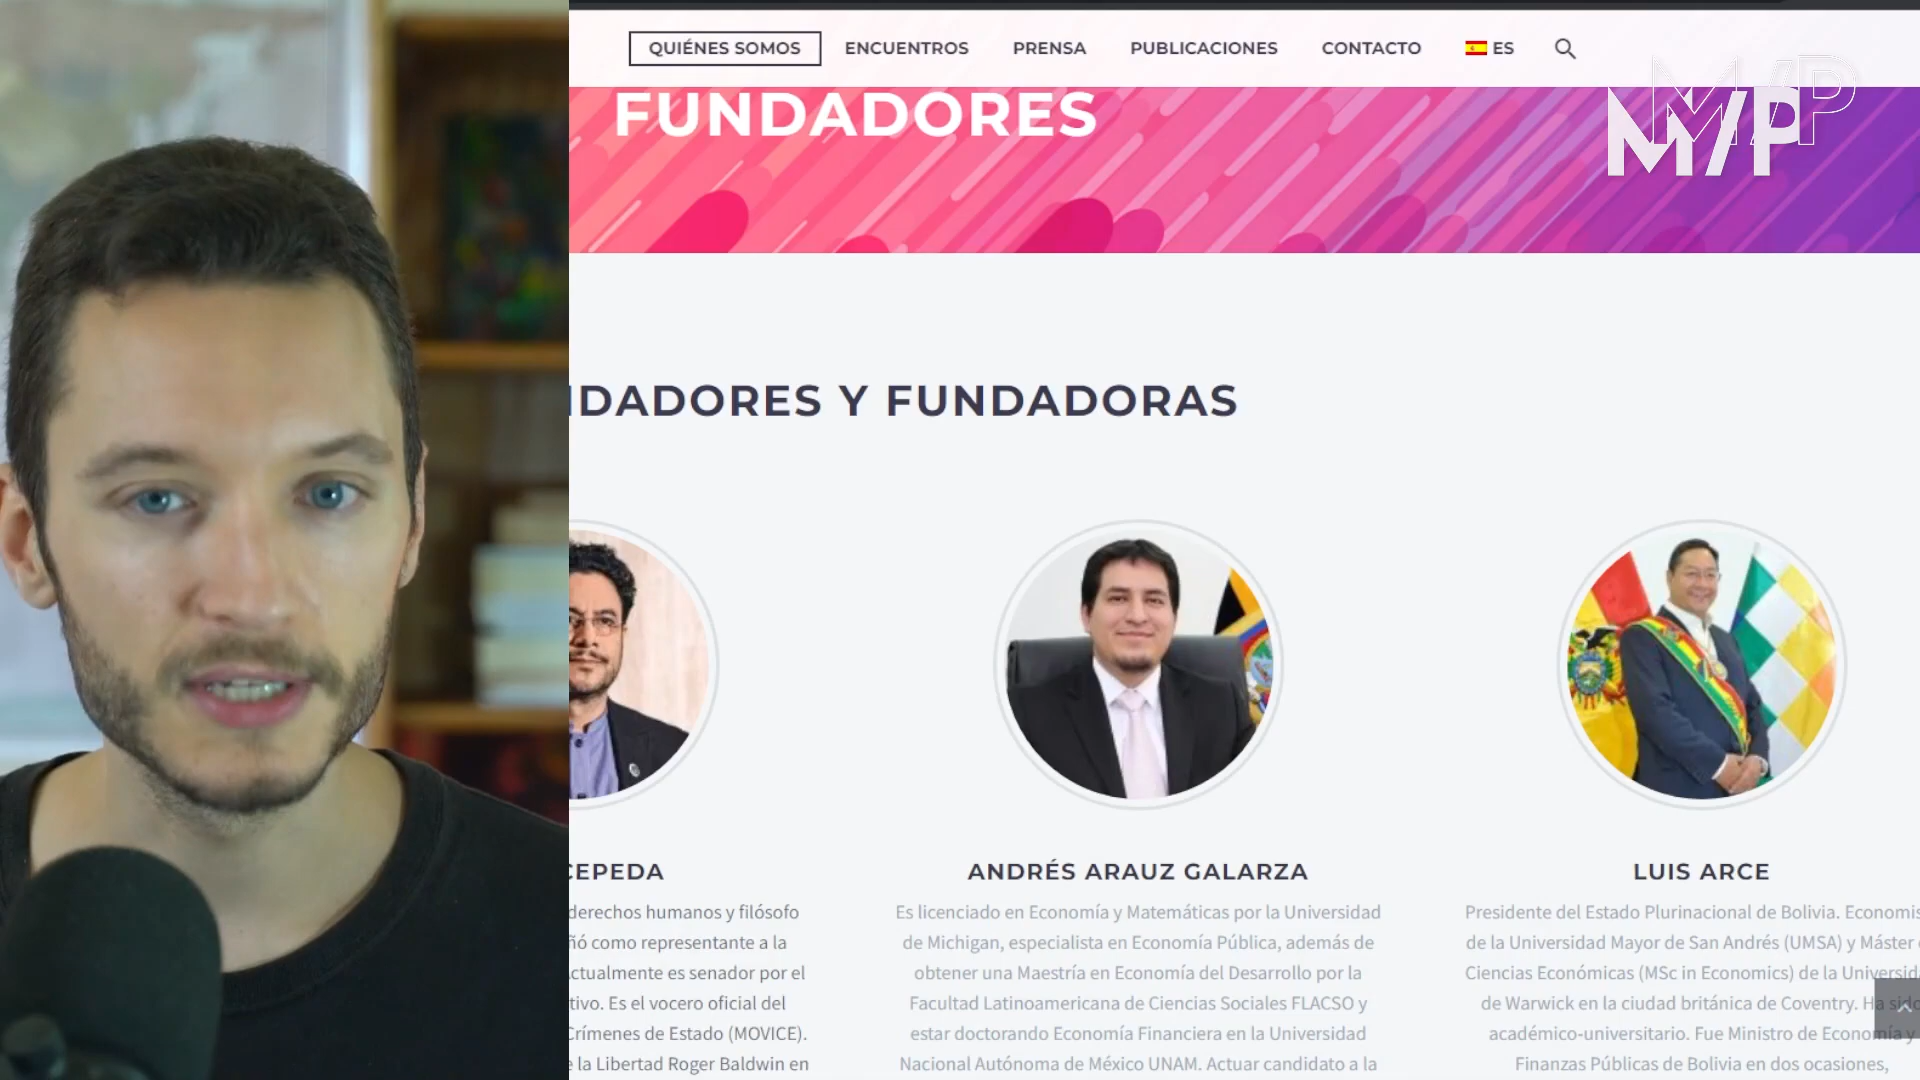 QUIÉNES SOMOS ENCUENTROS PRENSA PUBLICACIONES CONTACTO ES
M/P
FUNDADORES
DADORES Y FUNDADORAS
CEPEDA
derechos humanos y filósofo
ñó como representante a la
ctualmente es senador por el
tivo. Es el vocero oficial del
Crímenes de Estado (MOVICE).
la Libertad Roger Baldwin en
ANDRÉS ARAUZ GALARZA
Es licenciado en Economía y Matemáticas por la Universidad
de Michigan, especialista en Economía Pública, además de
obtener una Maestría en Economía del Desarrollo por la
Facultad Latinoamericana de Ciencias Sociales FLACSO y
estar doctorando Economía Financiera en la Universidad
Nacional Autónoma de México UNAM. Actuar candidato a la
LUIS ARCE
Presidente del Estado Plurinacional de Bolivia. Economis
de la Universidad Mayor de San Andrés (UMSA) y Máster
Ciencias Económicas (MSc in Economics) de la Universid
de Warwick en la ciudad británica de Coventry. Ha sido
académico-universitario. Fue Ministro de Economía y
Finanzas Públicas de Bolivia en dos ocasiones,